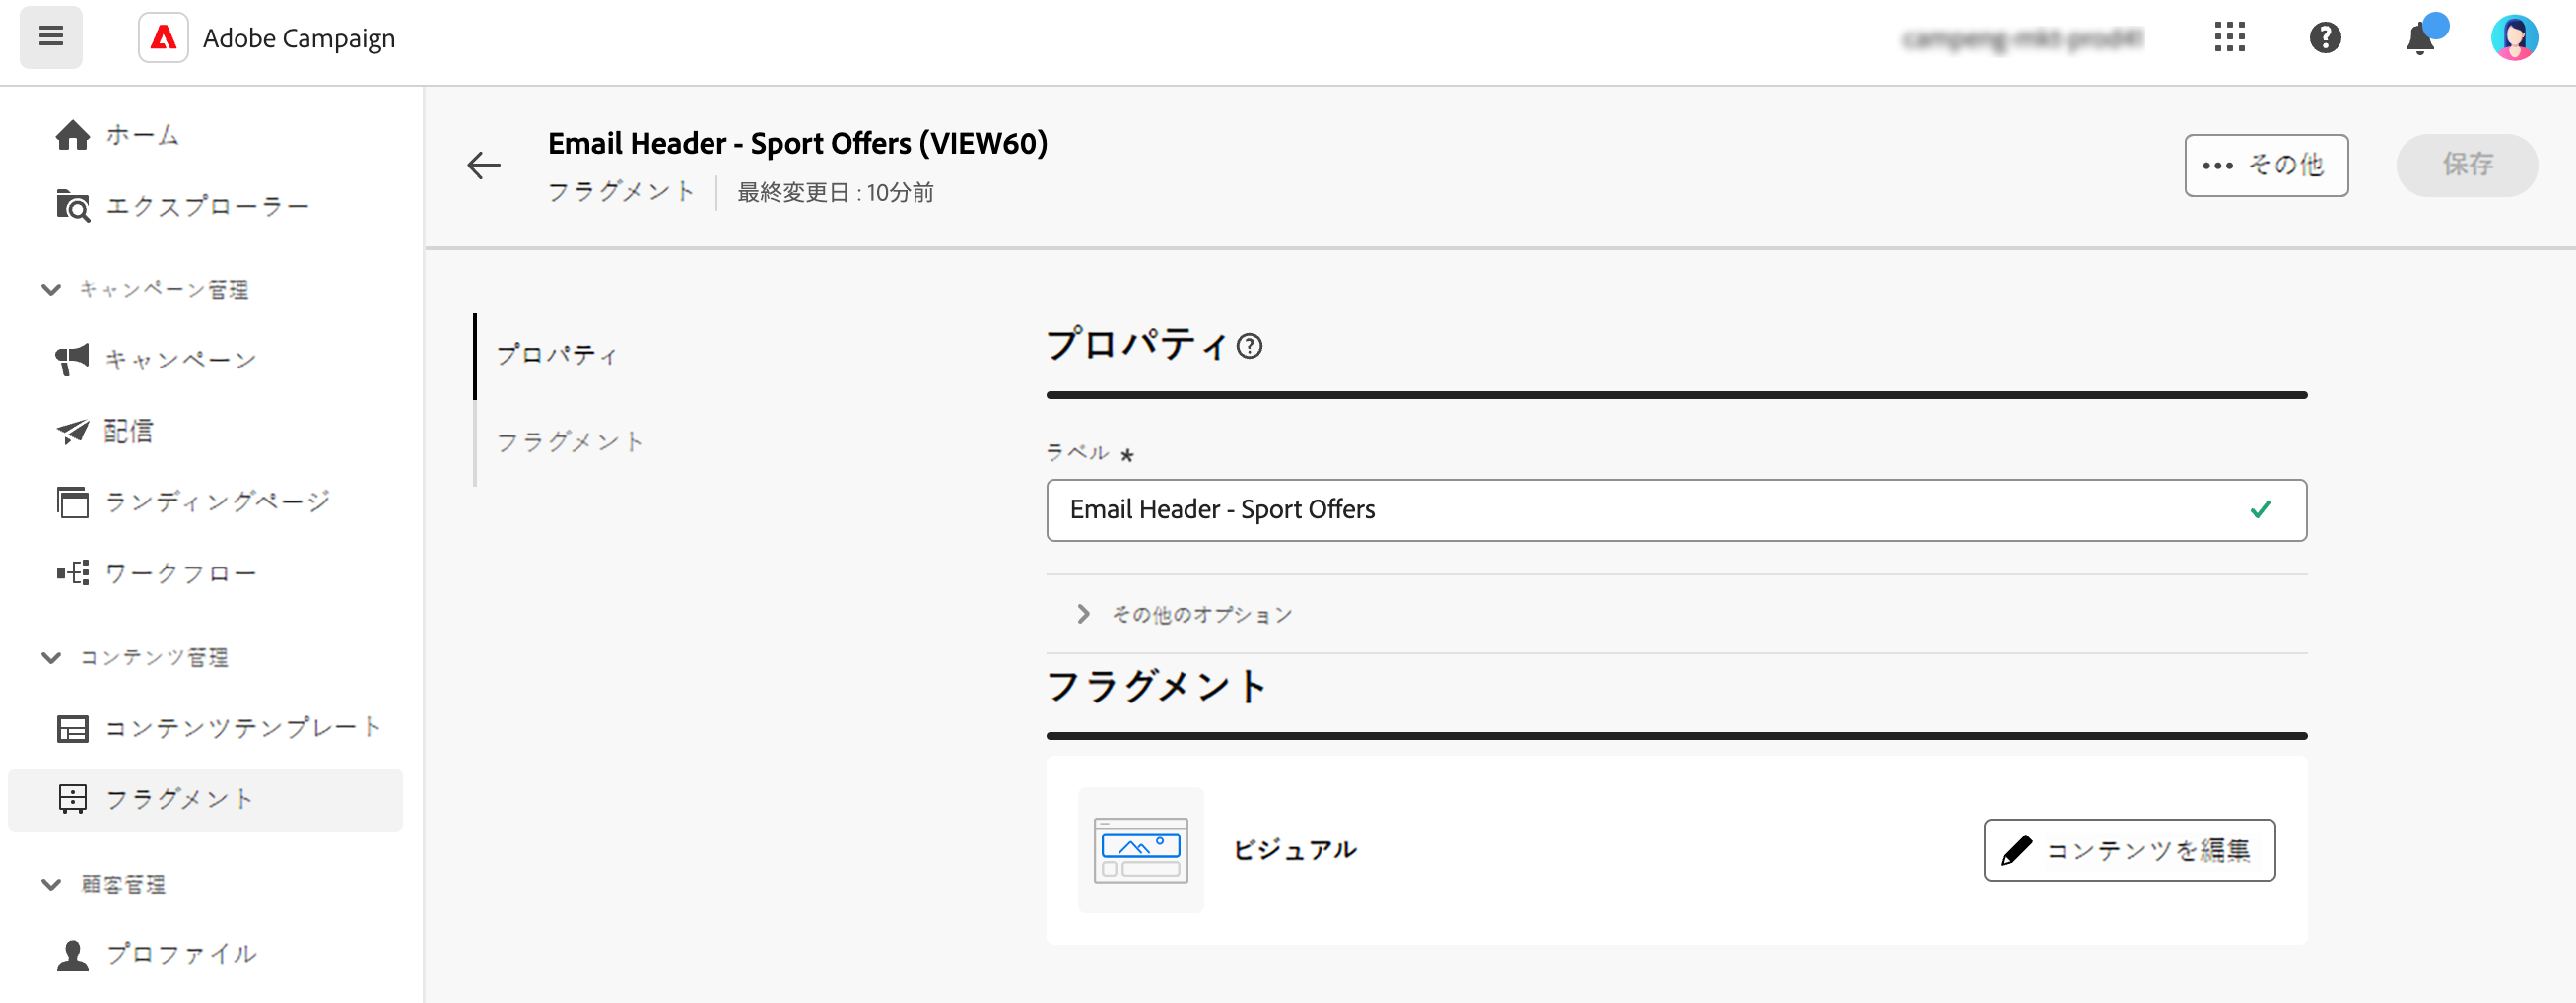 Adobe Campaign
ホーム
エクスプローラー
キャンペーン管理
キャンペーン
配信
ランディングページ
ワークフロー
コンテンツ管理
コンテンツテンプレート
フラグメント
顧客管理
プロファイル
Email Header - Sport Offers (VIEW60)
フラグメント
最終変更日 : 10分前
••• その他
保存
プロパティ
フラグメント
プロパティ
ラベル *
Email Header - Sport Offers
その他のオプション
フラグメント
ビジュアル
コンテンツを編集